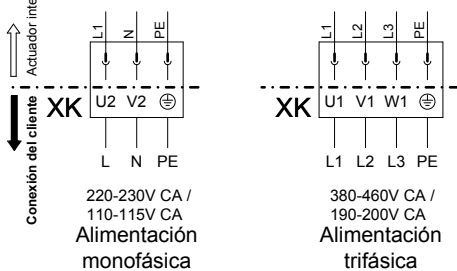 Actuador inte
Conexión del cliente
L1 N PE
XK U2 V2
L N PE
220-230V CA /
110-115V CA
Alimentación
monofásica
L1 L2 L3 PE
XK U1 V1 W1
L1 L2 L3 PE
380-460V CA /
190-200V CA
Alimentación
trifásica